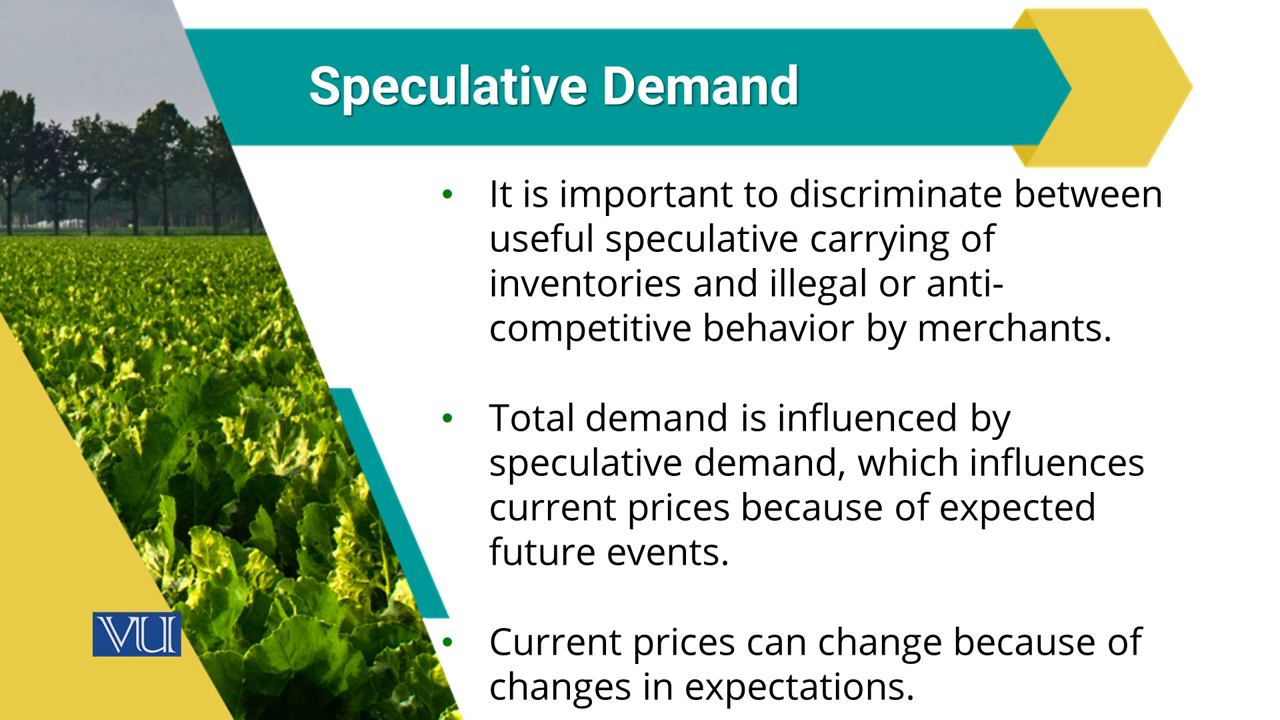 Speculative Demand
• It is important to discriminate between
useful speculative carrying of
inventories and illegal or anti-
competitive behavior by merchants.
• Total demand is influenced by
speculative demand, which influences
current prices because of expected
future events.
• Current prices can change because of
changes in expectations.
VU